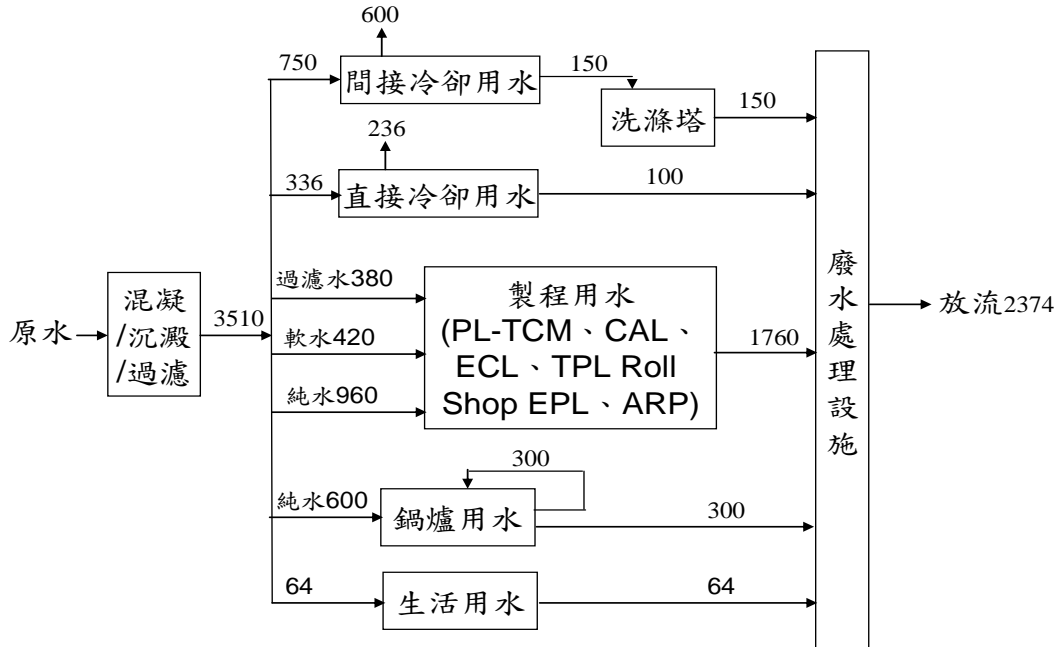 原水
混凝
/沉澱
/過濾
3510
750
600
間接冷卻用水
150
洗滌塔
150
336
236
直接冷卻用水
100
過濾水380
軟水420
純水960
製程用水
(PL-TCM、CAL、
ECL、TPL Roll
Shop EPL、ARP)
1760
純水600
300
鍋爐用水
300
64
生活用水
64
廢
水
處
理
設
施
放流2374